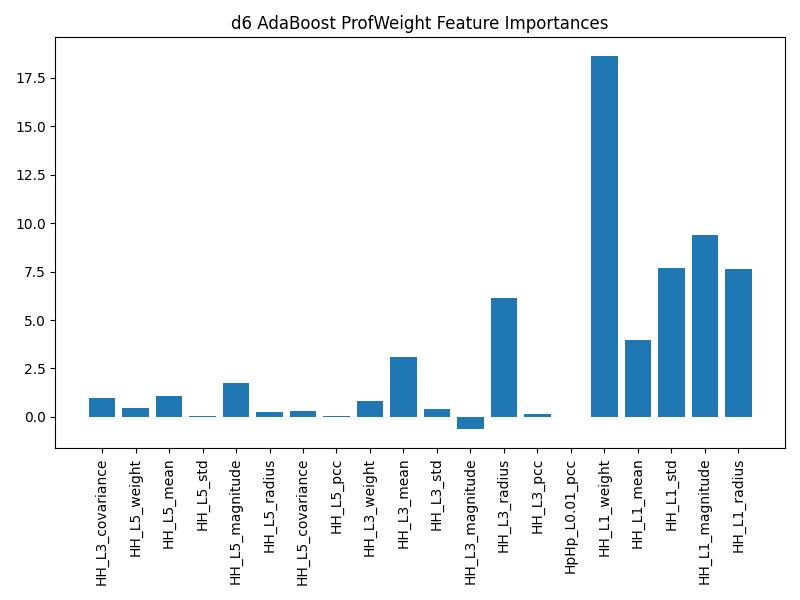 d6 AdaBoost ProfWeight Feature Importances
17.5
15.0
12.5
10.0
7.5
5.0
2.5
0.0
HH_L3_covariance
HH_L5_weight
HH_L5_mean
HH_L5_std
HH_L5_magnitude
HH_L5_radius
HH_L5_covariance
HH_L5_pcc
HH_L3_weight
HH_L3_mean
HH_L3_std
HH_L3_magnitude
HH_L3_radius
HH_L3_pcc
HpHp_L0.01_pcc
HH_L1_weight
HH_L1_mean
HH_L1_std
HH_L1_magnitude
HH_L1_radius